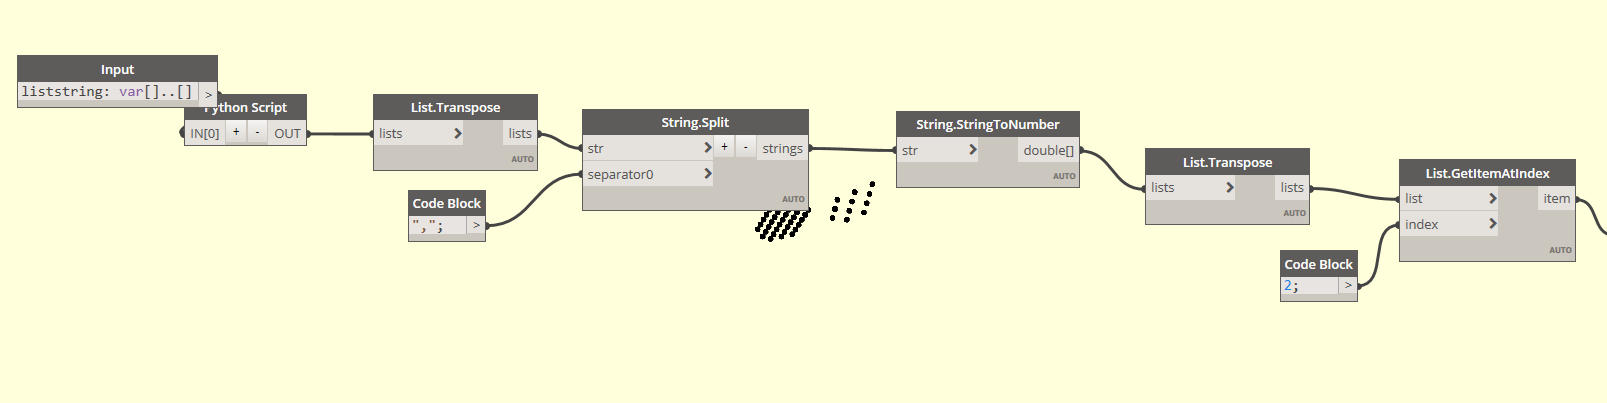 Input
liststring: var[]..[] >
Python Script
IN[0] + - OUT
List.Transpose
lists > lists
AUTO
Code Block
","; >
String.Split
str > + - strings
separator0 >
AUTO
String.StringToNumber
str > double[]
AUTO
List.Transpose
lists > lists
AUTO
Code Block
2; >
List.GetItemAtIndex
list > item
index >
AUTO